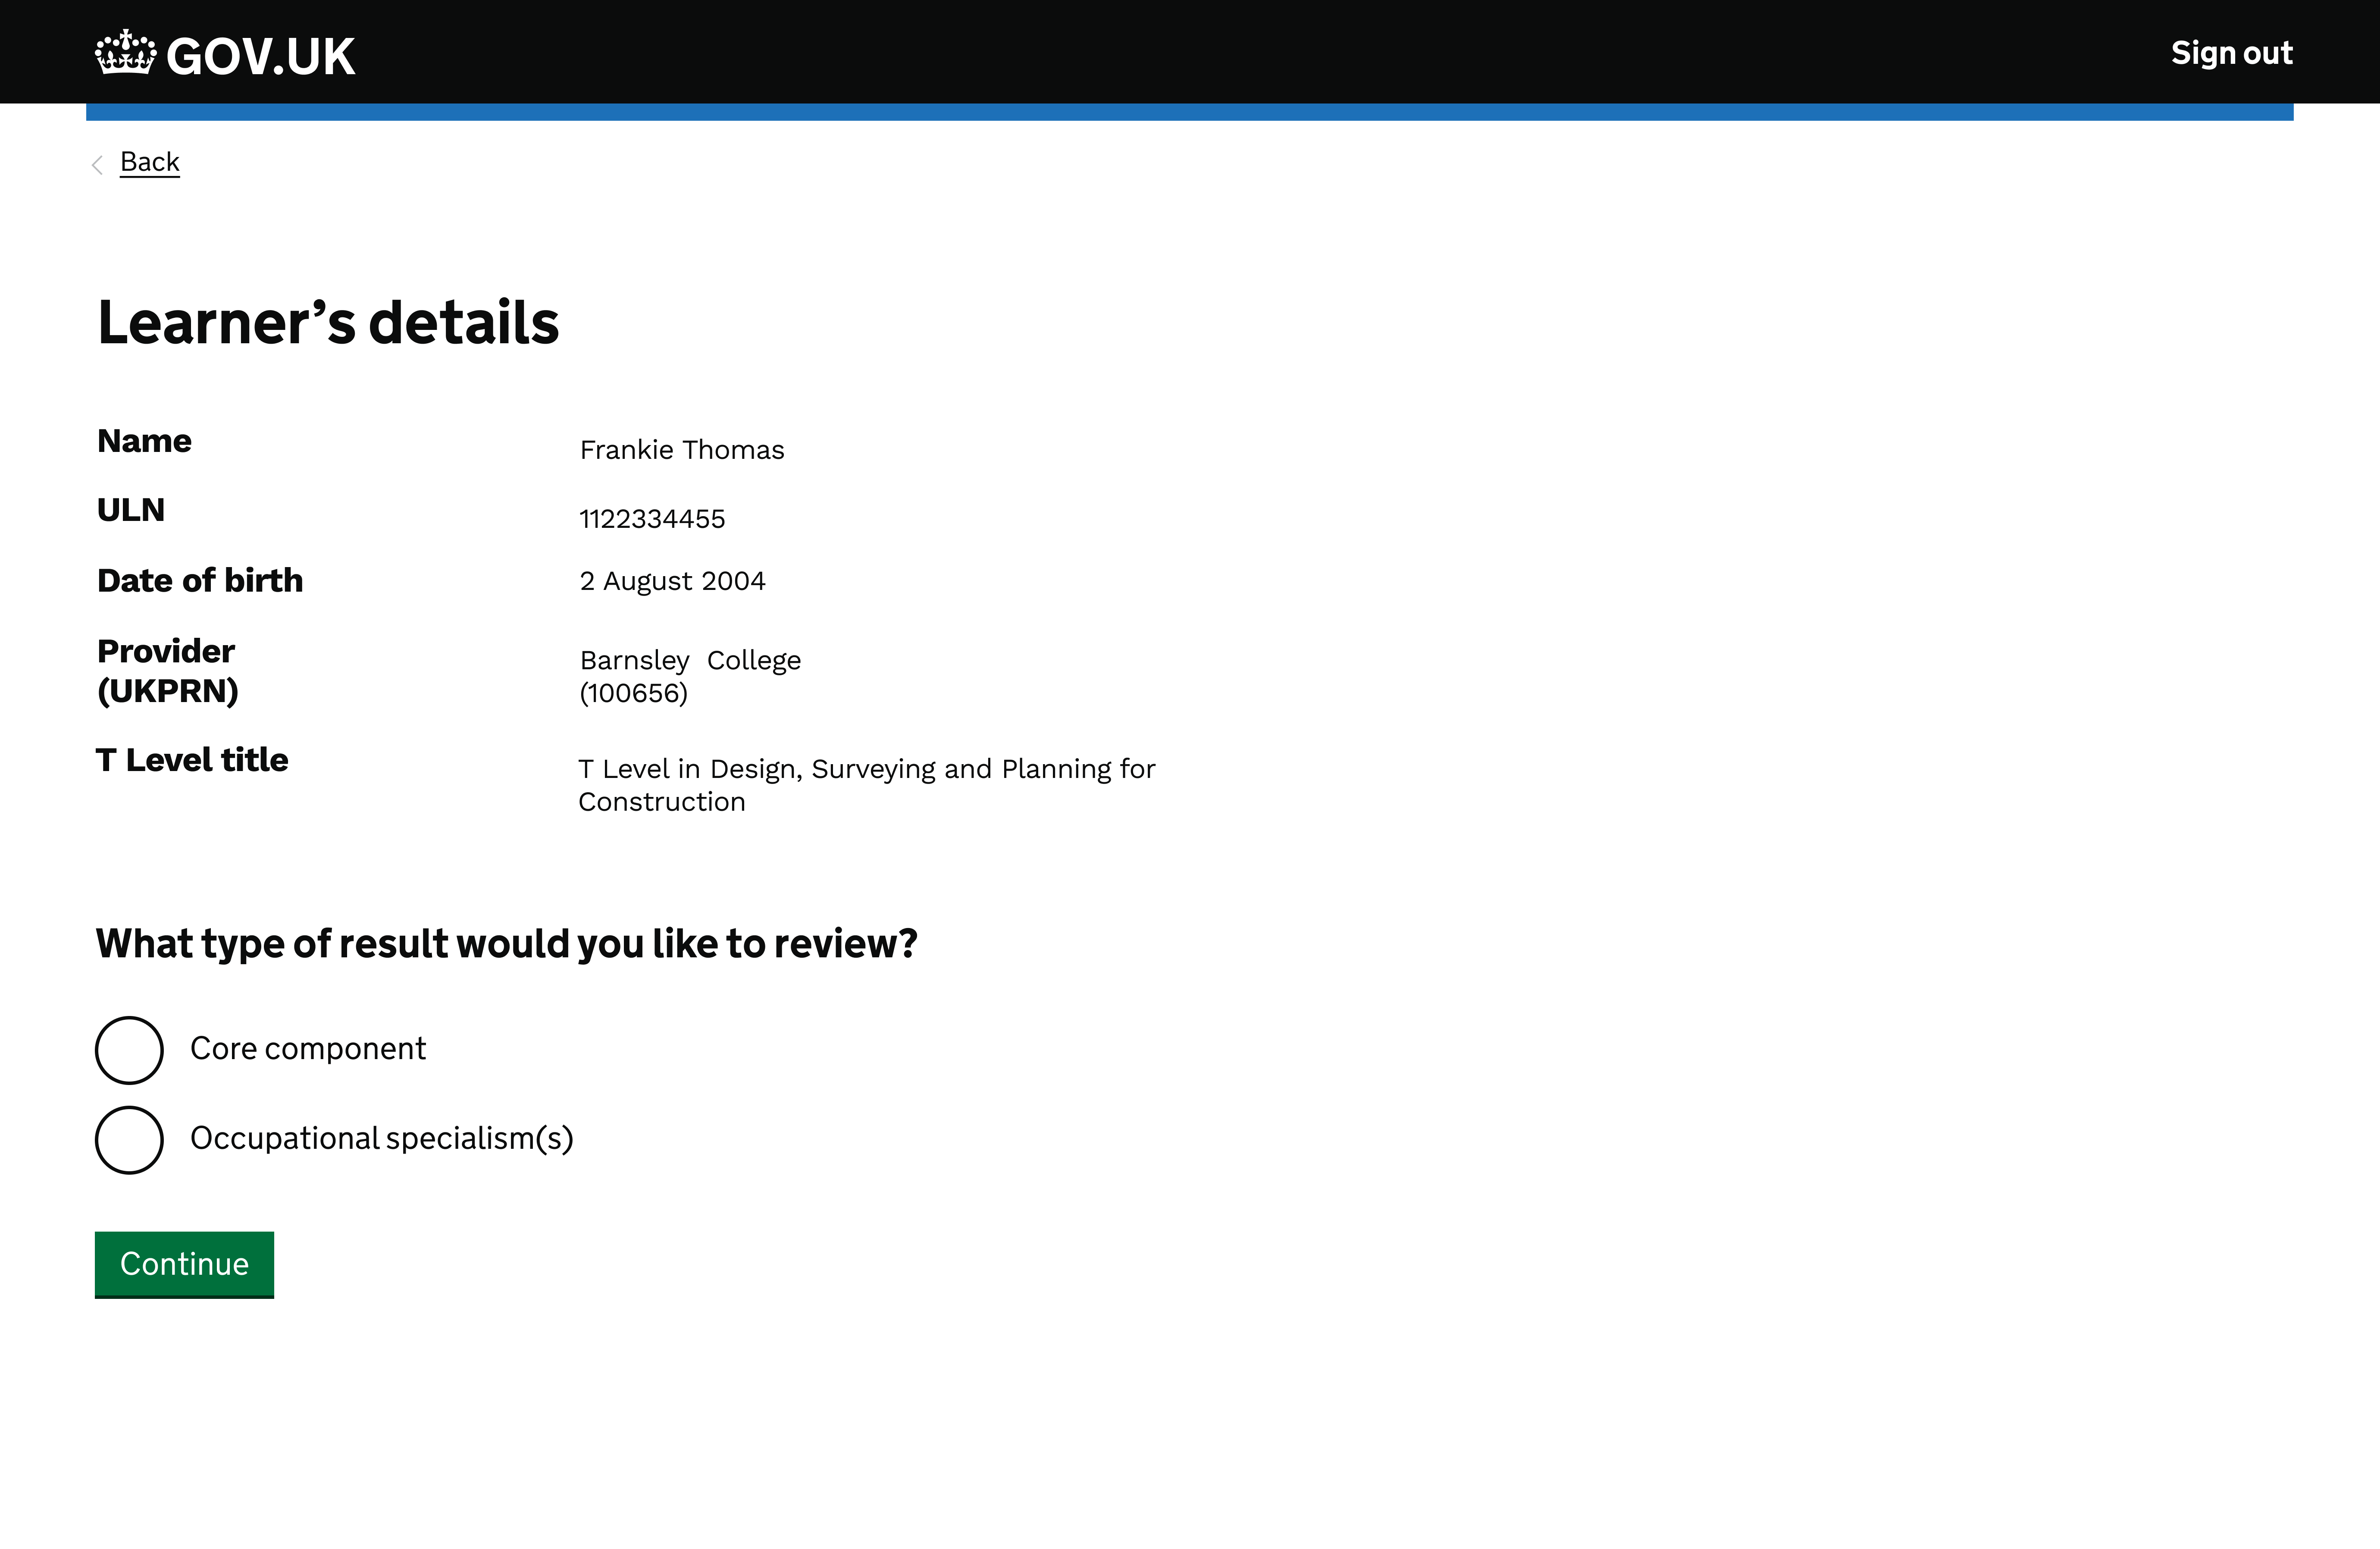 GOV.UK
Sign out
Back
Learner’s details
Name
Frankie Thomas
ULN
1122334455
Date of birth
2 August 2004
Provider
(UKPRN)
Barnsley College
(100656)
T Level title
T Level in Design, Surveying and Planning for
Construction
What type of result would you like to review?
Core component
Occupational specialism(s)
Continue